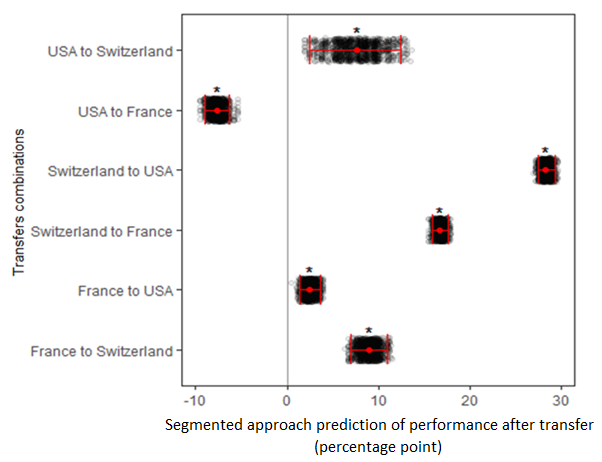 Transfers combinations
*
USA to Switzerland
*
USA to France
*
Switzerland to USA
*
Switzerland to France
*
France to USA
*
France to Switzerland
-10 0 10 20 30
Segmented approach prediction of performance after transfer
(percentage point)